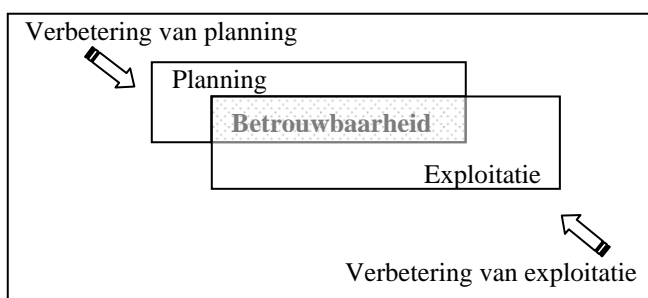 Verbetering van planning
Planning
Betrouwbaarheid
Exploitatie
Verbetering van exploitatie